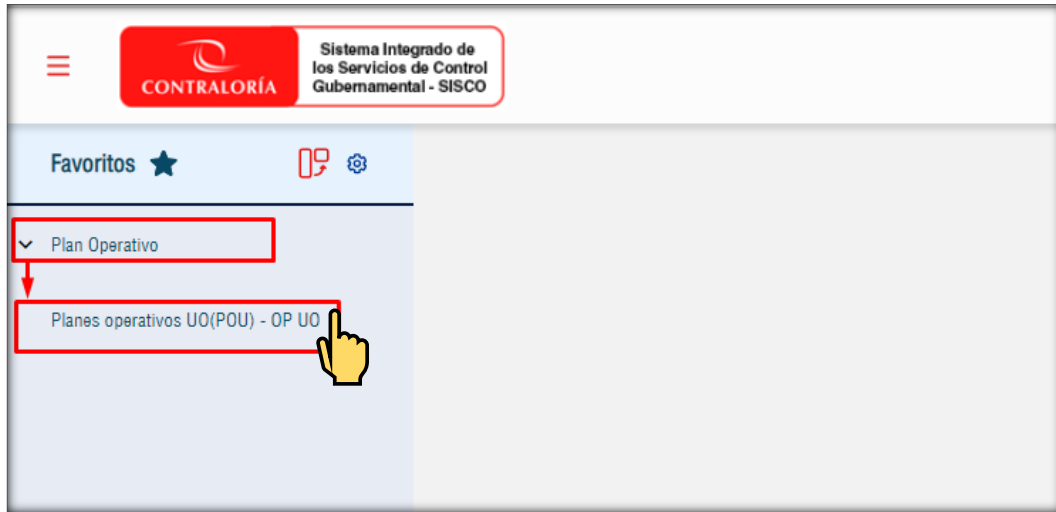 CONTRALORÍA
Sistema Integrado de
los Servicios de Control
Gubernamental - SISCO
Favoritos
Plan Operativo
Planes operativos UO(POU) - OP UO